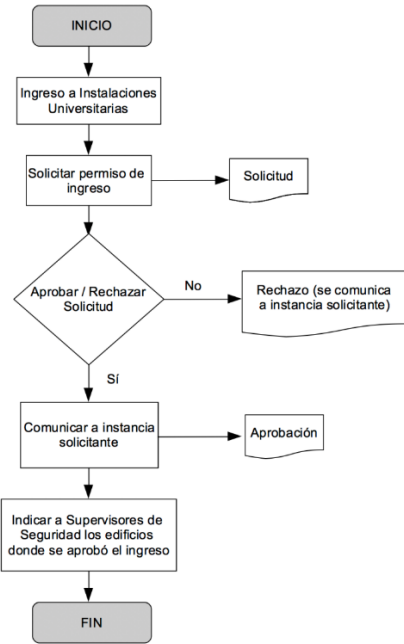 INICIO
Ingreso a Instalaciones
Universitarias
Solicitar permiso de
ingreso
Solicitud
Aprobar / Rechazar
Solicitud
No
Rechazo (se comunica
a instancia solicitante)
Sí
Comunicar a instancia
solicitante
Aprobación
Indicar a Supervisores de
Seguridad los edificios
donde se aprobó el ingreso
FIN